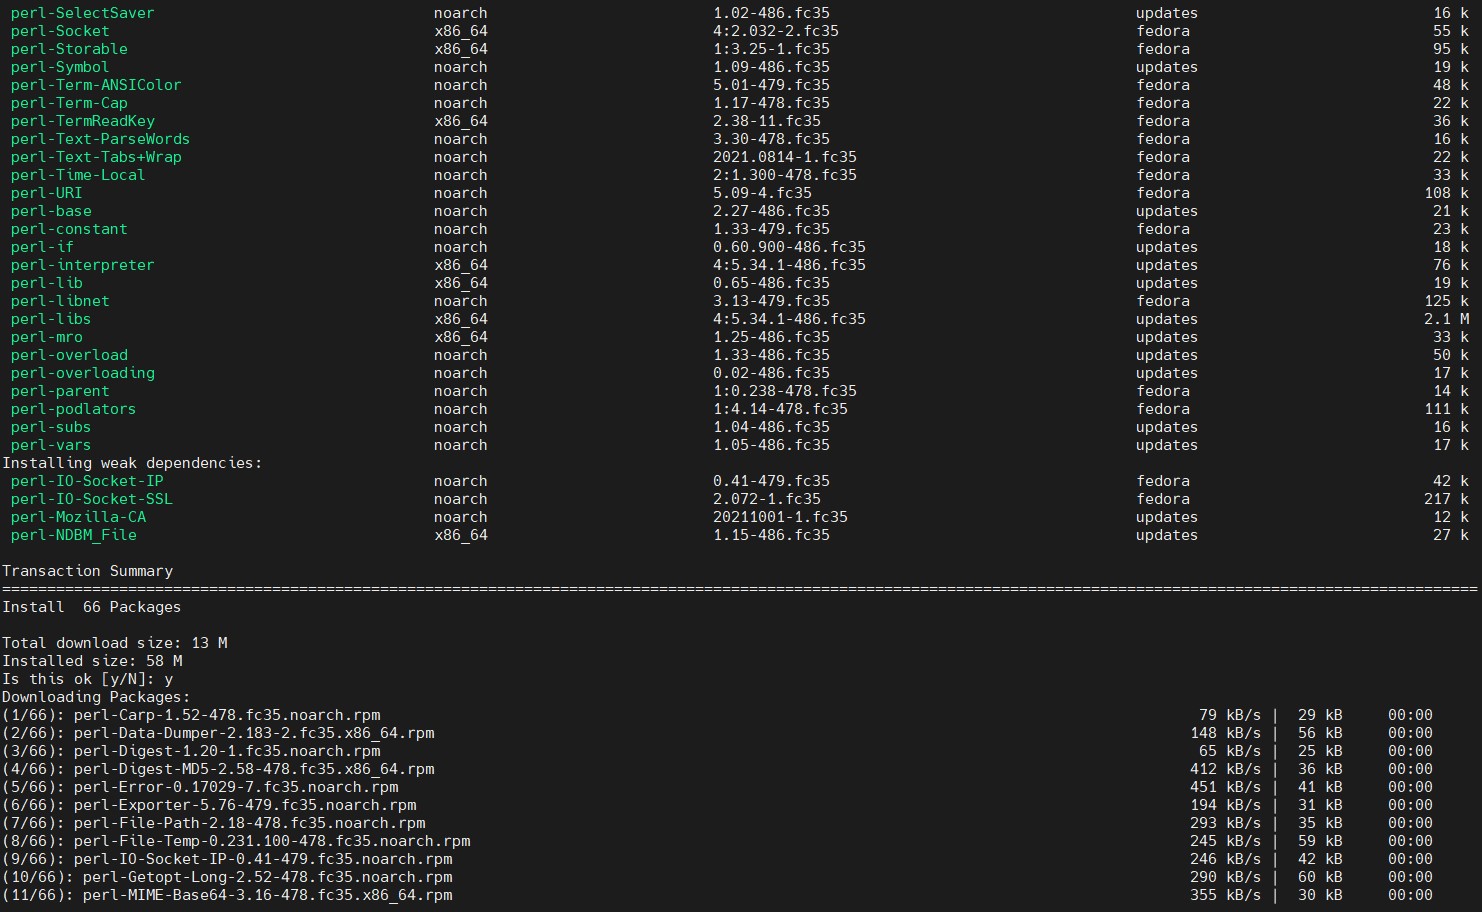 perl-SelectSaver noarch 1.02-486.fc35 updates 16 k
perl-Socket x86_64 4:2.032-2.fc35 fedora 55 k
perl-Storable x86_64 1:3.25-1.fc35 fedora 95 k
perl-Symbol noarch 1.09-486.fc35 updates 19 k
perl-Term-ANSIColor noarch 5.01-479.fc35 fedora 48 k
perl-Term-Cap noarch 1.17-478.fc35 fedora 22 k
perl-TermReadKey x86_64 2.38-11.fc35 fedora 36 k
perl-Text-ParseWords noarch 3.30-478.fc35 fedora 16 k
perl-Text-Tabs+Wrap noarch 2021.0814-1.fc35 fedora 22 k
perl-Time-Local noarch 2:1.300-478.fc35 fedora 33 k
perl-URI noarch 5.09-4.fc35 fedora 108 k
perl-base noarch 2.27-486.fc35 updates 21 k
perl-constant noarch 1.33-479.fc35 fedora 23 k
perl-if noarch 0.60.900-486.fc35 updates 18 k
perl-interpreter x86_64 4:5.34.1-486.fc35 updates 76 k
perl-lib x86_64 0.65-486.fc35 updates 19 k
perl-libnet noarch 3.13-479.fc35 fedora 125 k
perl-libs x86_64 4:5.34.1-486.fc35 updates 2.1 M
perl-mro x86_64 1.25-486.fc35 updates 33 k
perl-overload noarch 1.33-486.fc35 updates 50 k
perl-overloading noarch 0.02-486.fc35 updates 17 k
perl-parent noarch 1:0.238-478.fc35 fedora 14 k
perl-podlators noarch 1:4.14-478.fc35 fedora 111 k
perl-subs noarch 1.04-486.fc35 updates 16 k
perl-vars noarch 1.05-486.fc35 updates 17 k
Installing weak dependencies:
perl-IO-Socket-IP noarch 0.41-479.fc35 fedora 42 k
perl-IO-Socket-SSL noarch 2.072-1.fc35 fedora 217 k
perl-Mozilla-CA noarch 20211001-1.fc35 updates 12 k
perl-NDBM_File x86_64 1.15-486.fc35 updates 27 k
Transaction Summary
====================================================================================================================================================================
Install 66 Packages
Total download size: 13 M
Installed size: 58 M
Is this ok [y/N]: y
Downloading Packages:
(1/66): perl-Carp-1.52-478.fc35.noarch.rpm 79 kB/s | 29 kB 00:00
(2/66): perl-Data-Dumper-2.183-2.fc35.x86_64.rpm 148 kB/s | 56 kB 00:00
(3/66): perl-Digest-1.20-1.fc35.noarch.rpm 65 kB/s | 25 kB 00:00
(4/66): perl-Digest-MD5-2.58-478.fc35.x86_64.rpm 412 kB/s | 36 kB 00:00
(5/66): perl-Error-0.17029-7.fc35.noarch.rpm 451 kB/s | 41 kB 00:00
(6/66): perl-Exporter-5.76-479.fc35.noarch.rpm 194 kB/s | 31 kB 00:00
(7/66): perl-File-Path-2.18-478.fc35.noarch.rpm 293 kB/s | 35 kB 00:00
(8/66): perl-File-Temp-0.231.100-478.fc35.noarch.rpm 245 kB/s | 59 kB 00:00
(9/66): perl-IO-Socket-IP-0.41-479.fc35.noarch.rpm 246 kB/s | 42 kB 00:00
(10/66): perl-Getopt-Long-2.52-478.fc35.noarch.rpm 290 kB/s | 60 kB 00:00
(11/66): perl-MIME-Base64-3.16-478.fc35.x86_64.rpm 355 kB/s | 30 kB 00:00